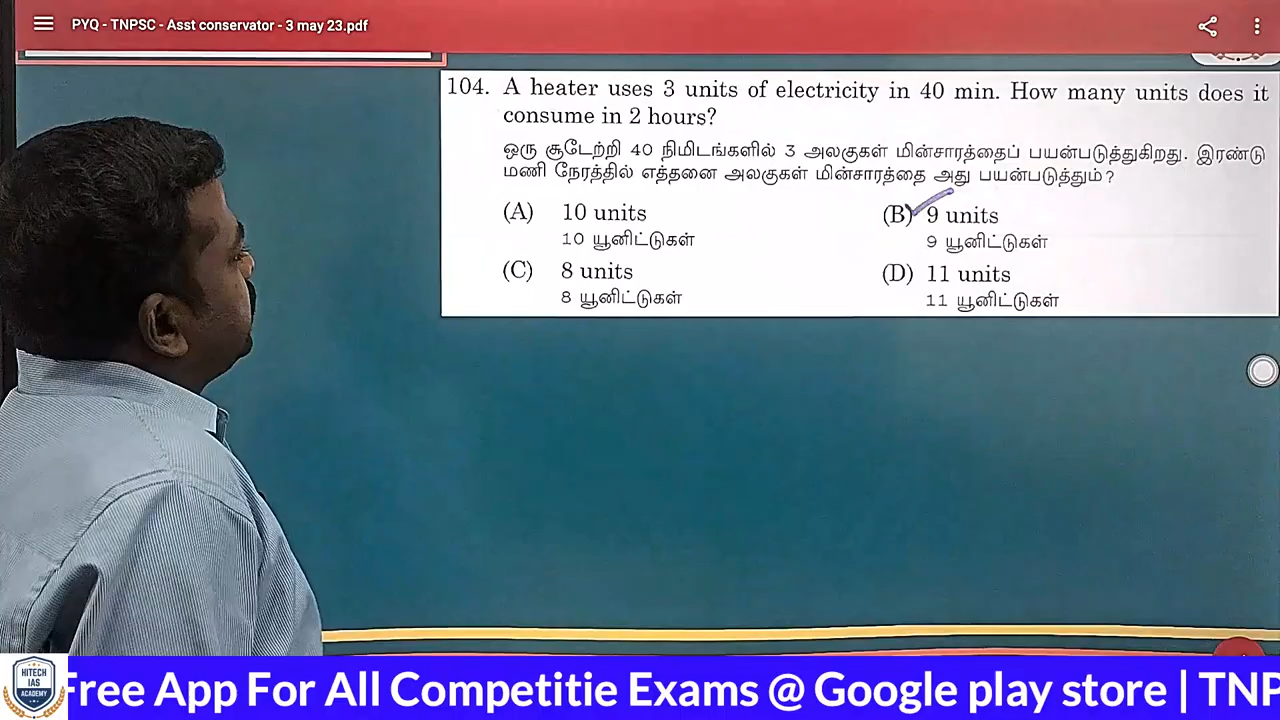 PYQ - TNPSC - Asst conservator - 3 may 23.pdf
104. A heater uses 3 units of electricity in 40 min. How many units does it
consume in 2 hours?
ஒரு சூடேற்றி 40 நிமிடங்களில் 3 அலகுகள் மின்சாரத்தைப் பயன்படுத்துகிறது. இரண்டு
மணி நேரத்தில் எத்தனை அலகுகள் மின்சாரத்தை அது பயன்படுத்தும்?
(A) 10 units (B) 9 units
10 யூனிட்டுகள் 9 யூனிட்டுகள்
(C) 8 units (D) 11 units
8 யூனிட்டுகள் 11 யூனிட்டுகள்
HITECH
IAS
ACADEMY
Free App For All Competitie Exams @ Google play store | TNP